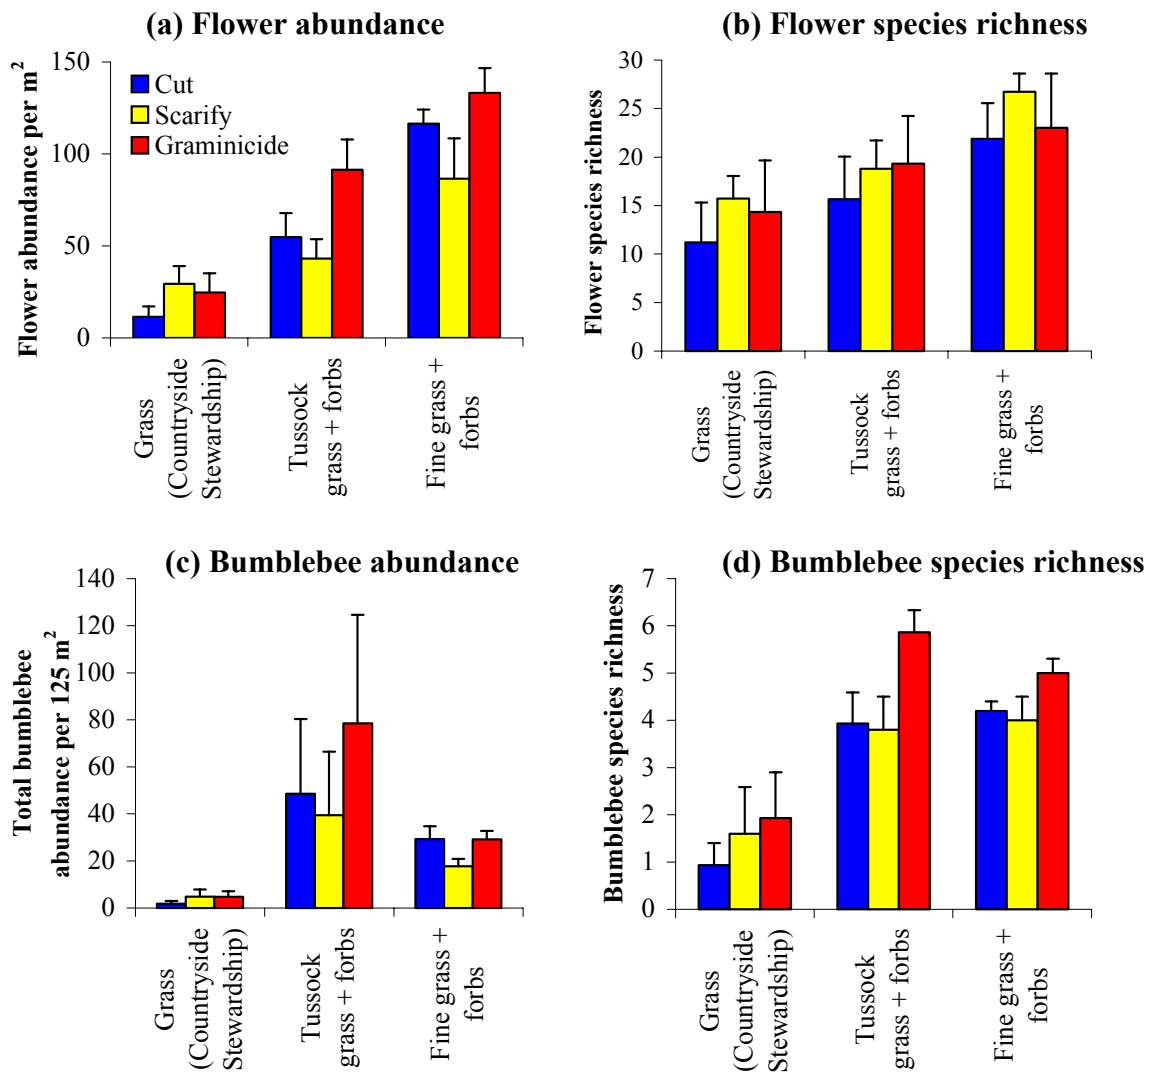 (a) Flower abundance
Flower abundance per m²
150
100
50
0
Cut
Scarify
Graminicide
Grass
(Countryside
Stewardship)
Tussock
grass + forbs
Fine grass +
forbs
(b) Flower species richness
Flower species richness
30
25
20
15
10
5
0
Grass
(Countryside
Stewardship)
Tussock
grass + forbs
Fine grass +
forbs
(c) Bumblebee abundance
Total bumblebee
abundance per 125 m²
140
120
100
80
60
40
20
0
Grass
(Countryside
Stewardship)
Tussock
grass + forbs
Fine grass +
forbs
(d) Bumblebee species richness
Bumblebee species richness
7
6
5
4
3
2
1
0
Grass
(Countryside
Stewardship)
Tussock
grass + forbs
Fine grass +
forbs